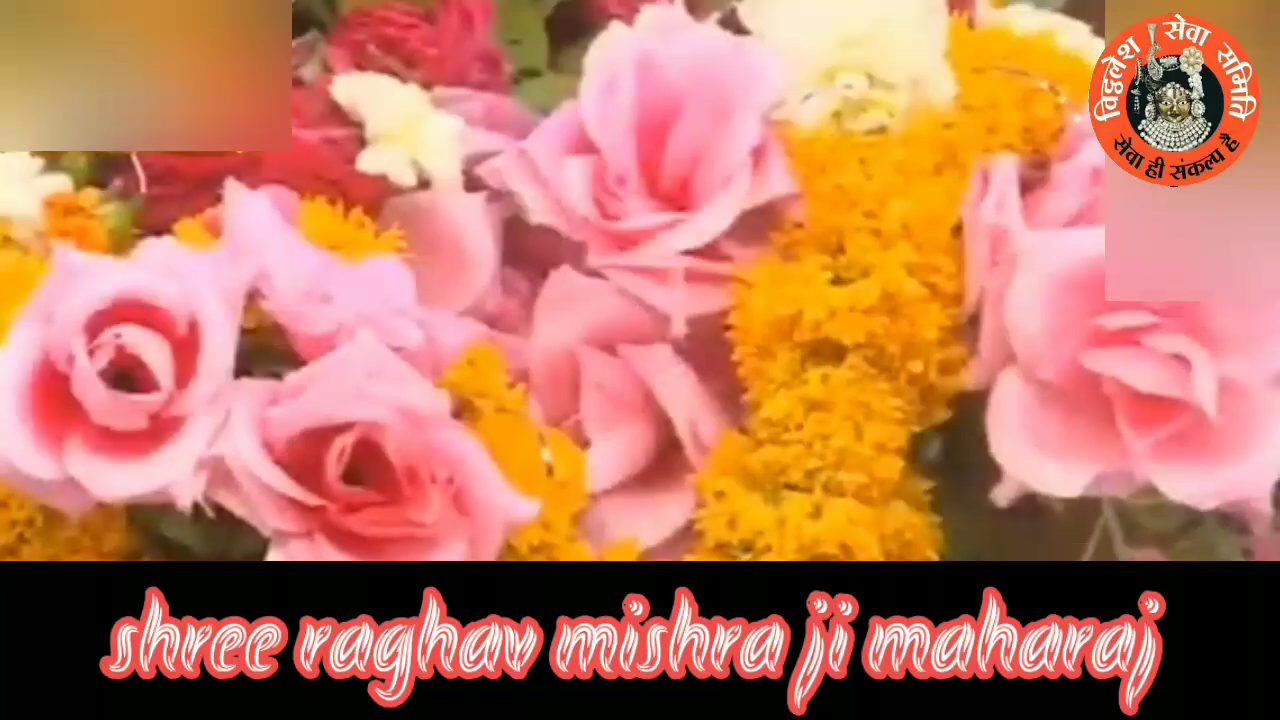 विठ्ठलेश सेवा समिति
सेवा ही संकल्प है
shree raghav mishra ji maharaj